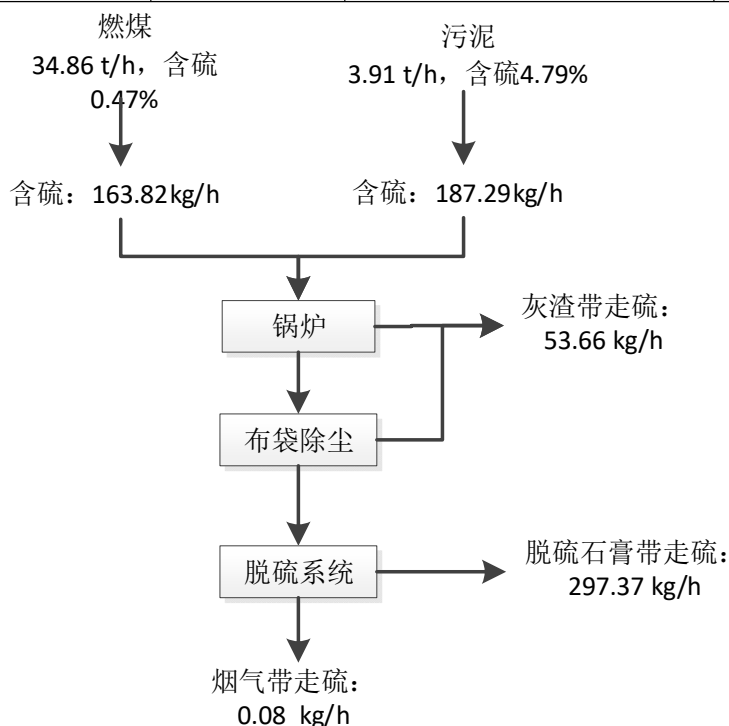 燃煤
34.86 t/h，含硫
0.47%
污泥
3.91 t/h，含硫4.79%
含硫：163.82kg/h
含硫：187.29kg/h
锅炉
灰渣带走硫：
53.66 kg/h
布袋除尘
脱硫系统
脱硫石膏带走硫：
297.37 kg/h
烟气带走硫：
0.08 kg/h